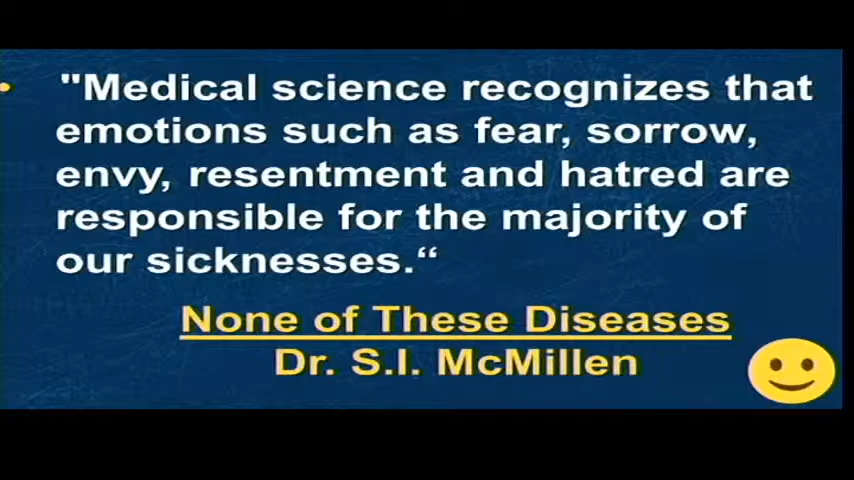 "Medical science recognizes that
emotions such as fear, sorrow,
envy, resentment and hatred are
responsible for the majority of
our sicknesses.“
None of These Diseases
Dr. S.I. McMillen